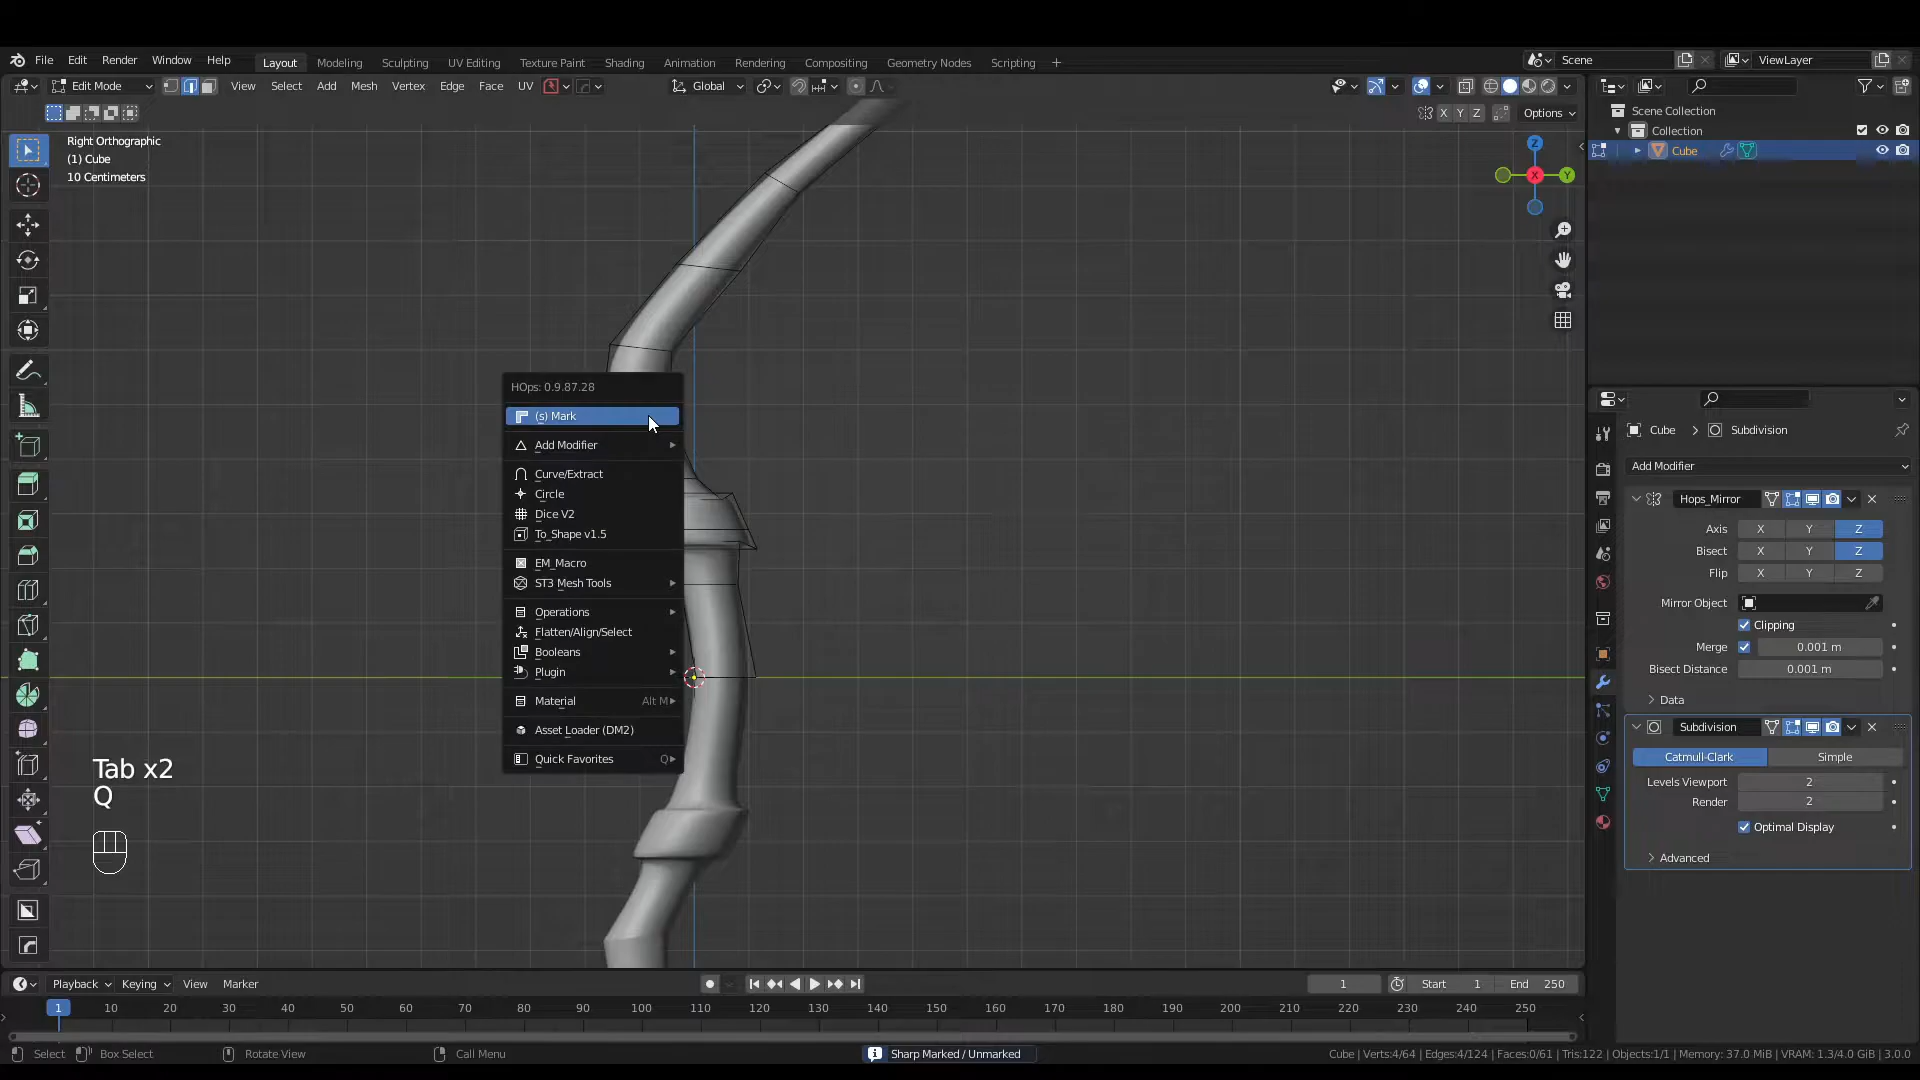 File Edit Render Window Help Layout Modeling Sculpting UV Editing Texture Paint Shading Animation Rendering Compositing Geometry Nodes Scripting + Scene ViewLayer
Edit Mode View Select Add Mesh Vertex Edge Face UV Global
X Y Z Options
Right Orthographic
(1) Cube
10 Centimeters
Z
X Y
Scene Collection
Collection
Cube
HOps: 0.9.87.28
(s) Mark
Add Modifier
Curve/Extract
Circle
Dice V2
To_Shape v1.5
EM_Macro
ST3 Mesh Tools
Operations
Flatten/Align/Select
Booleans
Plugin
Material Alt M
Asset Loader (DM2)
Quick Favorites Q
Tab x2
Q
Cube > Subdivision
Add Modifier
Hops_Mirror
Axis X Y Z
Bisect X Y Z
Flip X Y Z
Mirror Object
Clipping
Merge 0.001 m
Bisect Distance 0.001 m
Data
Subdivision
Catmull-Clark Simple
Levels Viewport 2
Render 2
Optimal Display
Advanced
Playback Keying View Marker 1 Start 1 End 250
1 10 20 30 40 50 60 70 80 90 100 110 120 130 140 150 160 170 180 190 200 210 220 230 240 250
Select Box Select Rotate View Call Menu Sharp Marked / Unmarked Cube | Verts:4/64 | Edges:4/124 | Faces:0/61 | Tris:122 | Objects:1/1 | Memory: 37.0 MiB | VRAM: 1.3/4.0 GiB | 3.0.0